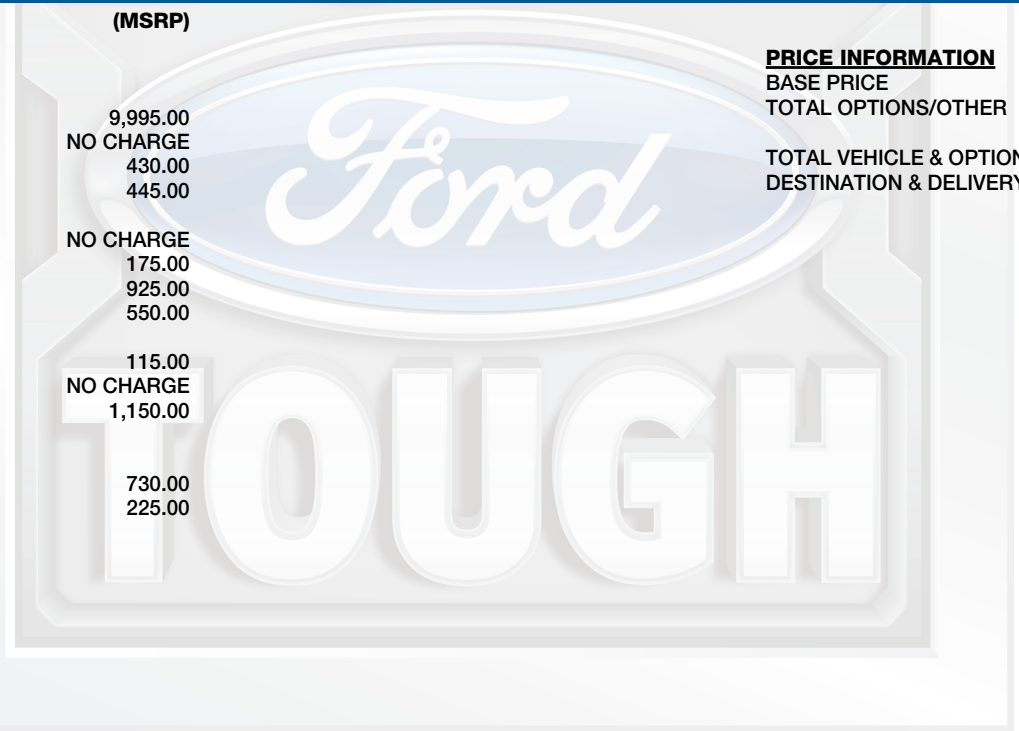 (MSRP)
9,995.00
NO CHARGE
430.00
445.00
NO CHARGE
175.00
925.00
550.00
115.00
NO CHARGE
1,150.00
730.00
225.00
PRICE INFORMATION
BASE PRICE
TOTAL OPTIONS/OTHER
TOTAL VEHICLE & OPTION
DESTINATION & DELIVERY
Ford
TOUGH